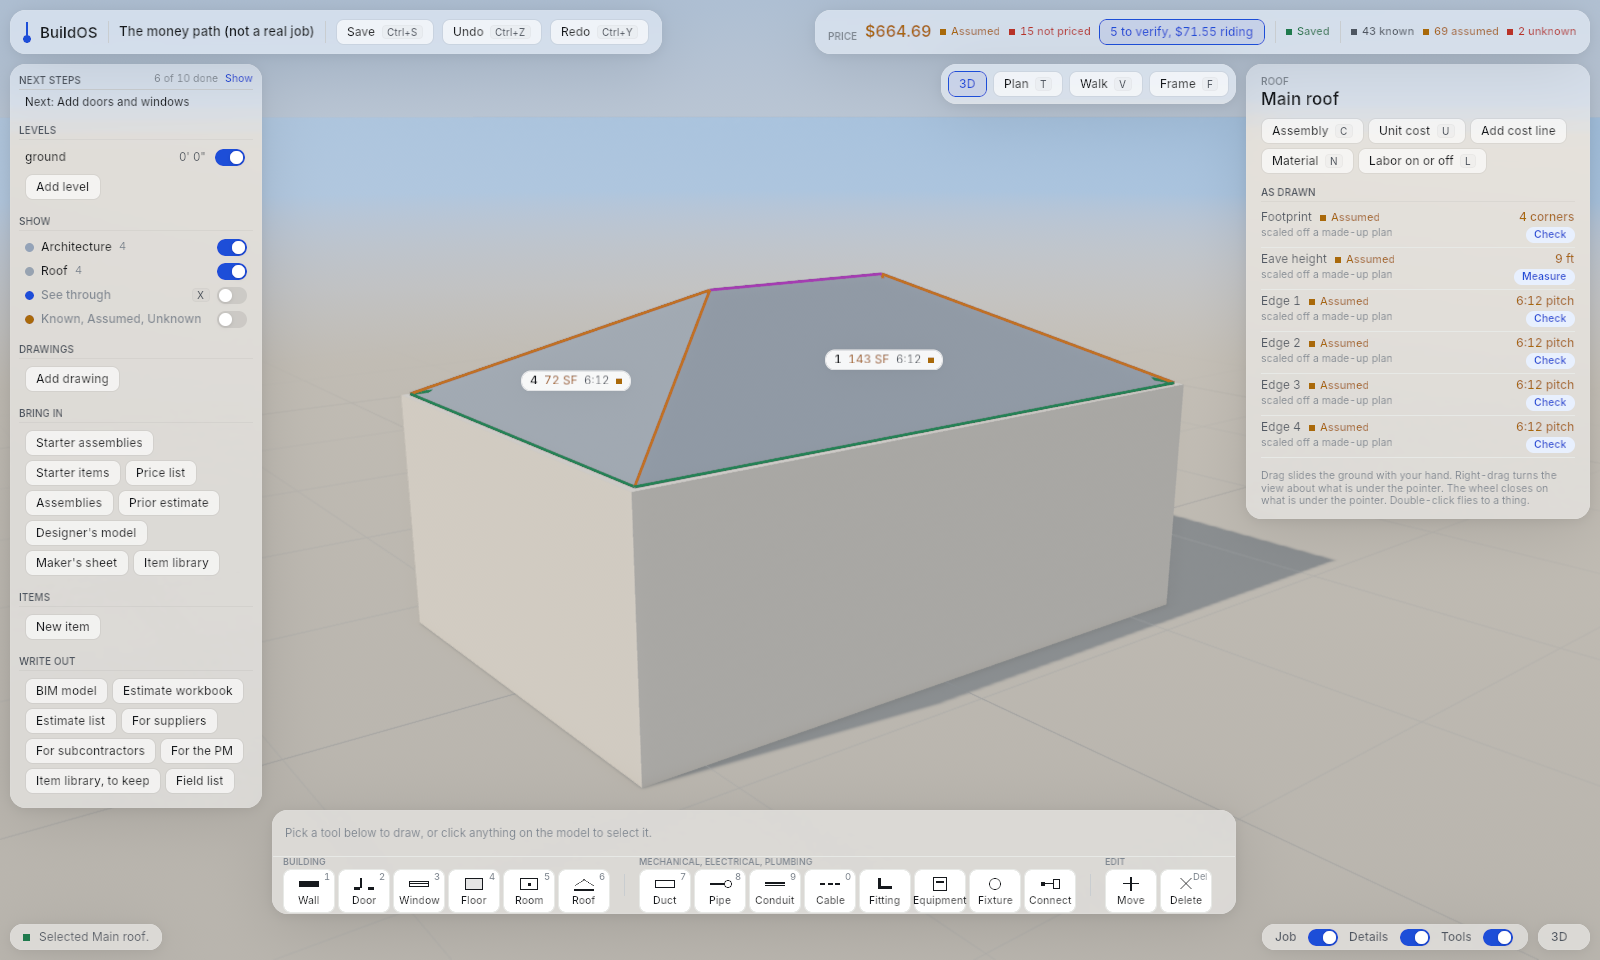 BuildOS
The money path (not a real job)
Save Ctrl+S
Undo Ctrl+Z
Redo Ctrl+Y
PRICE $664.69 Assumed 15 not priced
5 to verify, $71.55 riding
Saved
43 known 69 assumed 2 unknown
NEXT STEPS 6 of 10 done Show
Next: Add doors and windows
LEVELS
ground 0' 0"
Add level
SHOW
Architecture 4
Roof 4
See through X
Known, Assumed, Unknown
DRAWINGS
Add drawing
BRING IN
Starter assemblies
Starter items Price list
Assemblies Prior estimate
Designer's model
Maker's sheet Item library
ITEMS
New item
WRITE OUT
BIM model Estimate workbook
Estimate list For suppliers
For subcontractors For the PM
Item library, to keep Field list
3D Plan T Walk V Frame F
4 72 SF 6:12
1 143 SF 6:12
ROOF
Main roof
Assembly C Unit cost U Add cost line
Material N Labor on or off L
AS DRAWN
Footprint Assumed 4 corners
scaled off a made-up plan Check
Eave height Assumed 9 ft
scaled off a made-up plan Measure
Edge 1 Assumed 6:12 pitch
scaled off a made-up plan Check
Edge 2 Assumed 6:12 pitch
scaled off a made-up plan Check
Edge 3 Assumed 6:12 pitch
scaled off a made-up plan Check
Edge 4 Assumed 6:12 pitch
scaled off a made-up plan Check
Drag slides the ground with your hand. Right-drag turns the
view about what is under the pointer. The wheel closes on
what is under the pointer. Double-click flies to a thing.
Pick a tool below to draw, or click anything on the model to select it.
BUILDING MECHANICAL, ELECTRICAL, PLUMBING EDIT
1 2 3 4 5 6 7 8 9 0 Del
Wall Door Window Floor Room Roof Duct Pipe Conduit Cable Fitting Equipment Fixture Connect Move Delete
Selected Main roof.
Job Details Tools 3D